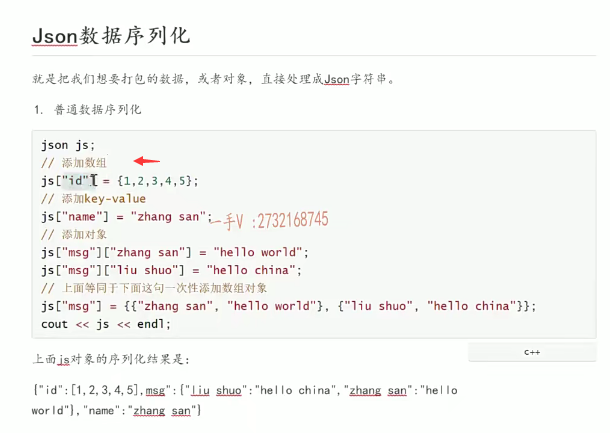 Json数据序列化
就是把我们想要打包的数据，或者对象，直接处理成Json字符串。
1. 普通数据序列化
json js;
// 添加数组
js["id"] = {1,2,3,4,5};
// 添加key-value
js["name"] = "zhang san";
一手V :2732168745
// 添加对象
js["msg"]["zhang san"] = "hello world";
js["msg"]["liu shuo"] = "hello china";
// 上面等同于下面这句一次性添加数组对象
js["msg"] = {{"zhang san", "hello world"}, {"liu shuo", "hello china"}};
cout << js << endl;
c++
上面js对象的序列化结果是：
{"id":[1,2,3,4,5],msg":{"liu shuo":"hello china","zhang san":"hello
world"},"name":"zhang san"}